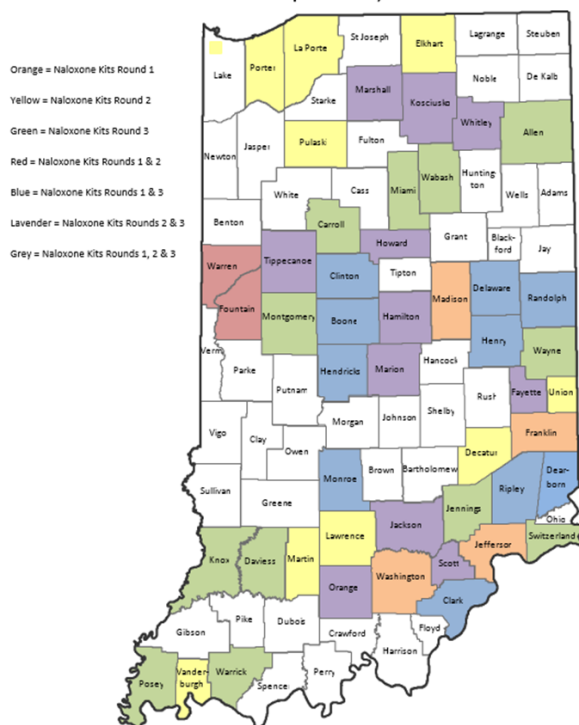 St Joseph
Lagrange
Steuben
Elkhart
La Porte
Porter
Lake
Orange = Naloxone Kits Round 1
Noble
De Kalb
Marshall
Starke
Kosciusko
Yellow = Naloxone Kits Round 2
Whitley
Allen
Green = Naloxone Kits Round 3
Pulaski
Fulton
Jasper
Newton
Red = Naloxone Kits Rounds 1 & 2
Miami
Wabash
Hunting
ton
Blue = Naloxone Kits Rounds 1 & 3
White
Cass
Wells
Adams
Lavender = Naloxone Kits Rounds 2 & 3
Benton
Carroll
Grant
Black-
ford
Jay
Howard
Grey = Naloxone Kits Rounds 1, 2 & 3
Warren
Tippecanoe
Clinton
Tipton
Madison
Delaware
Randolph
Fountain
Montgomery
Boone
Hamilton
Henry
Wayne
Verm
Parke
Hendricks
Marion
Hancock
Putnam
Rush
Fayette
Union
Shelby
Morgan
Johnson
Vigo
Clay
Franklin
Owen
Decatur
Brown
Bartholomew
Dear-
born
Sullivan
Monroe
Ripley
Greene
Jennings
Ohio
Jackson
Lawrence
Switzerland
Jefferson
Knox
Daviess
Martin
Scott
Washington
Orange
Clark
Pike
Dubois
Gibson
Crawford
Floyd
Harrison
Perry
Warrick
Vander-
burgh
Posey
Spencer